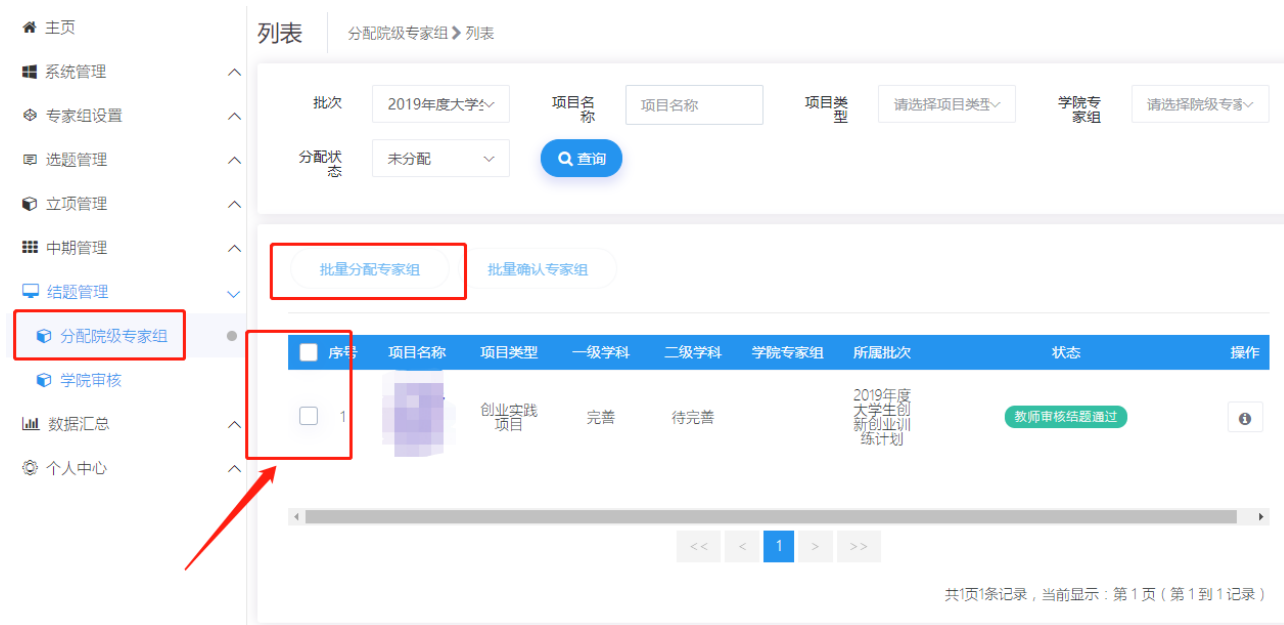 主页
系统管理
专家组设置
选题管理
立项管理
中期管理
结题管理
分配院级专家组
学院审核
数据汇总
个人中心
列表
分配院级专家组 列表
批次
2019年度大学生
项目名
称
项目名称
项目类
型
请选择项目类型
学院专
家组
请选择院级专家
分配状
态
未分配
查询
批量分配专家组
批量确认专家组
序号 项目名称 项目类型 一级学科 二级学科 学院专家组 所属批次 状态 操作
1
创业实践
项目
完善
待完善
2019年度
大学生创
新创业训
练计划
教师审核结题通过
<< < 1 > >>
共1页1条记录，当前显示：第 1 页（第 1 到 1 记录）